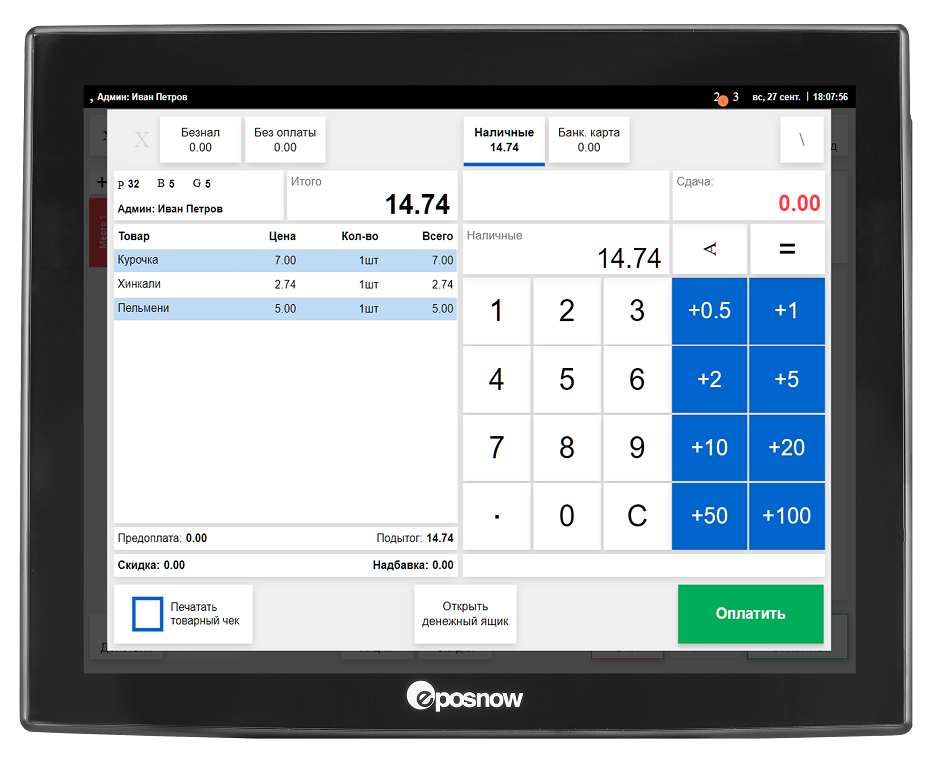 , Админ: Иван Петров
2 3 вс, 27 сент. | 18:07:56
X
Безнал
0.00
Без оплаты
0.00
Наличные
14.74
Банк. карта
0.00
\
P 32 B 5 G 5
Админ: Иван Петров
Итого
14.74
Сдача:
0.00
Место 1
Товар Цена Кол-во Всего
Курочка 7.00 1шт 7.00
Хинкали 2.74 1шт 2.74
Пельмени 5.00 1шт 5.00
Наличные
14.74
=
1 2 3 +0.5 +1
4 5 6 +2 +5
7 8 9 +10 +20
. 0 C +50 +100
Предоплата: 0.00 Подытог: 14.74
Скидка: 0.00 Надбавка: 0.00
Печатать
товарный чек
Открыть
денежный ящик
Оплатить
eposnow